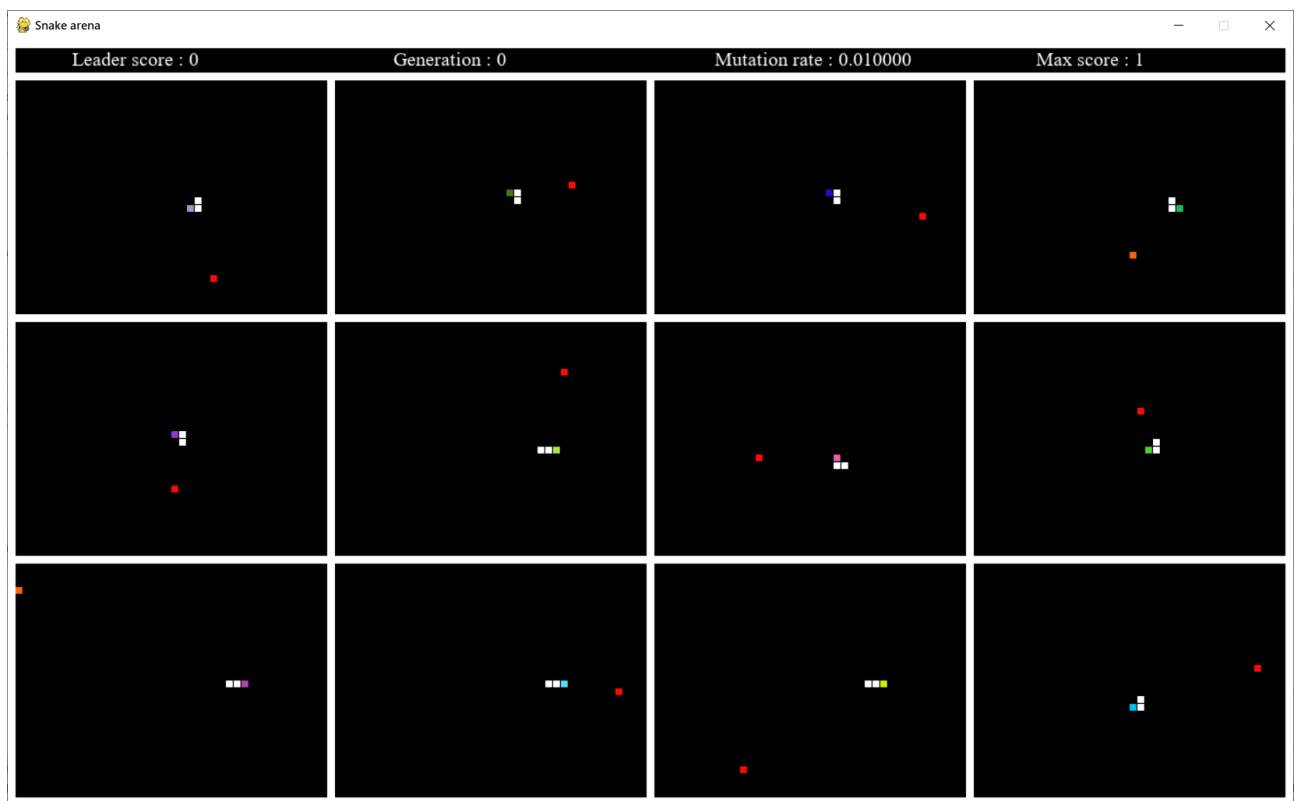 Snake arena
Leader score : 0 Generation : 0 Mutation rate : 0.010000 Max score : 1